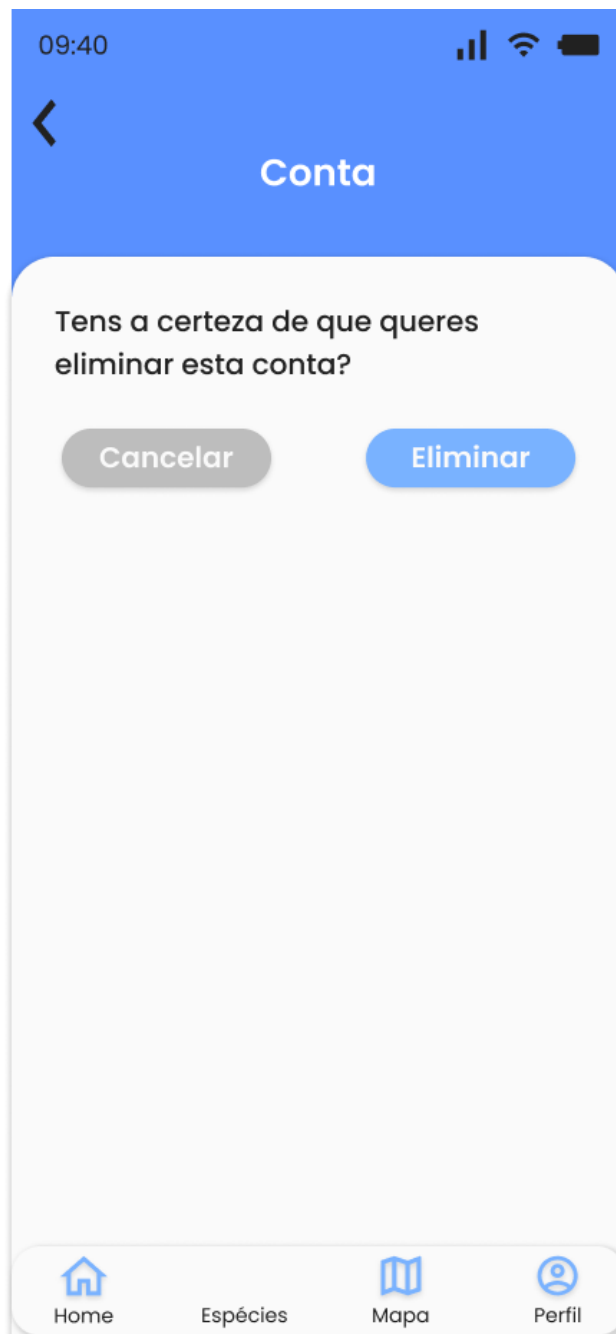 09:40
Conta
Tens a certeza de que queres
eliminar esta conta?
Cancelar Eliminar
Home Espécies Mapa Perfil